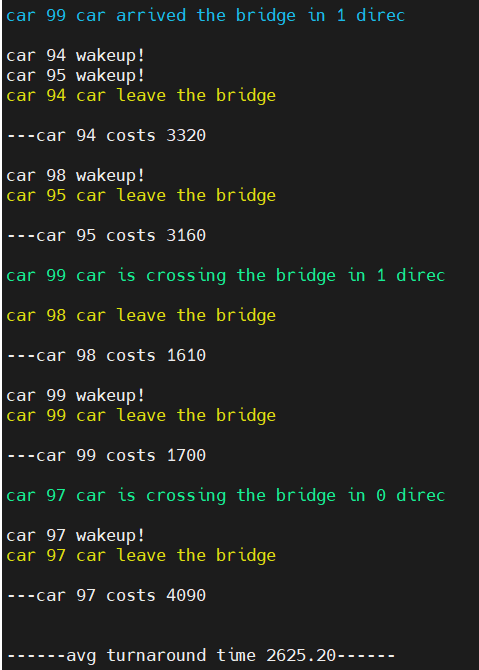 car 99 car arrived the bridge in 1 direc
car 94 wakeup!
car 95 wakeup!
car 94 car leave the bridge
---car 94 costs 3320
car 98 wakeup!
car 95 car leave the bridge
---car 95 costs 3160
car 99 car is crossing the bridge in 1 direc
car 98 car leave the bridge
---car 98 costs 1610
car 99 wakeup!
car 99 car leave the bridge
---car 99 costs 1700
car 97 car is crossing the bridge in 0 direc
car 97 wakeup!
car 97 car leave the bridge
---car 97 costs 4090
------avg turnaround time 2625.20------